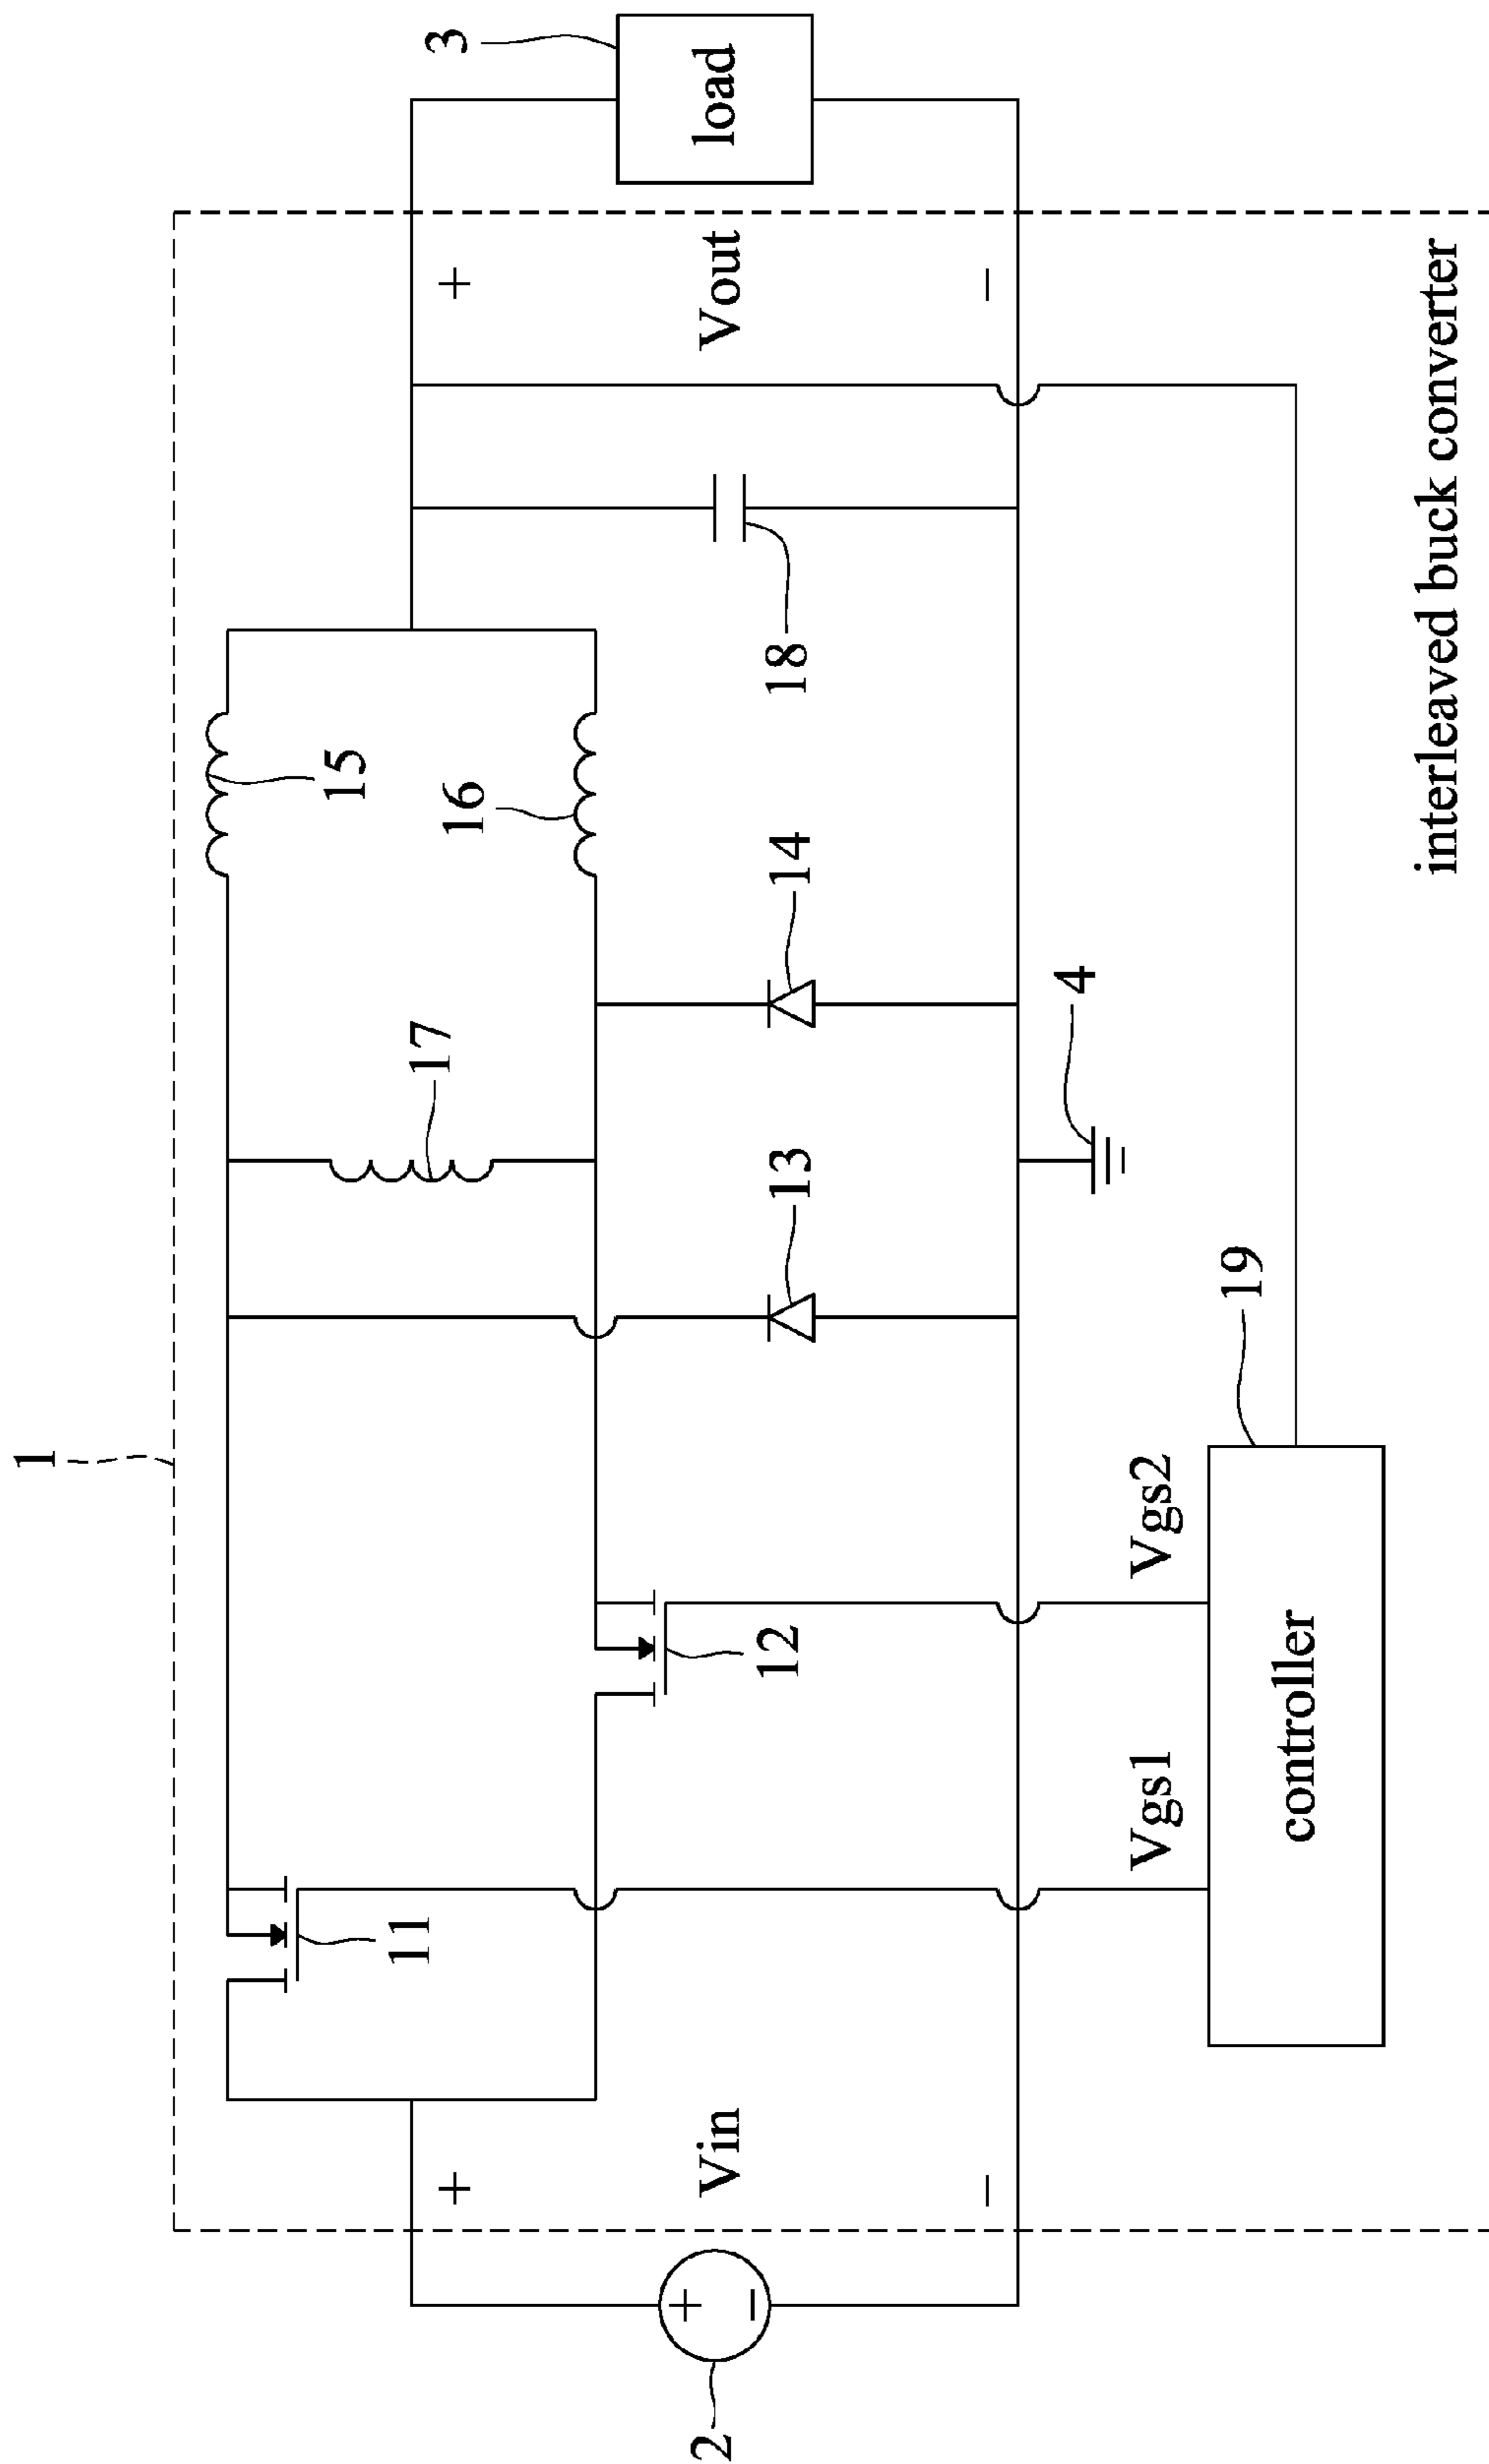 1
11
15
17
16
3
+
+
+
Vin
12
13
14
18
Vout
load
2
−
−
−
4
Vgs1
Vgs2
19
controller
interleaved buck converter